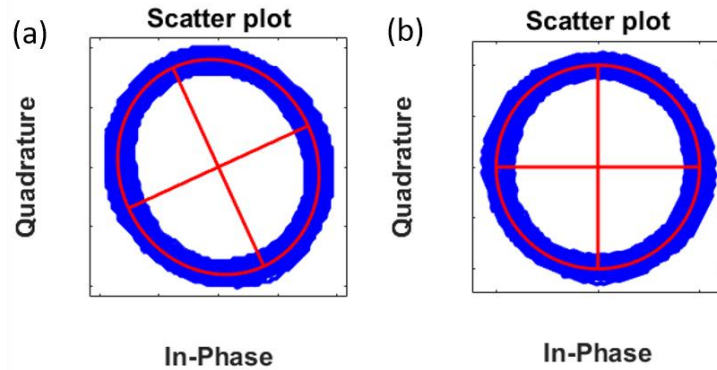 (a)
Scatter plot
Quadrature
In-Phase
(b)
Scatter plot
Quadrature
In-Phase